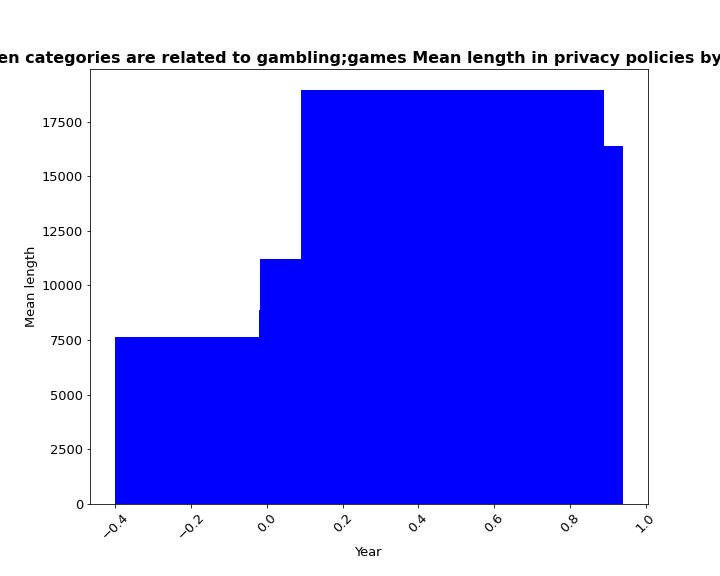 en categories are related to gambling;games Mean length in privacy policies by
17500
15000
12500
10000
7500
5000
2500
0
Mean length
−0.4 −0.2 0.0 0.2 0.4 0.6 0.8 1.0
Year